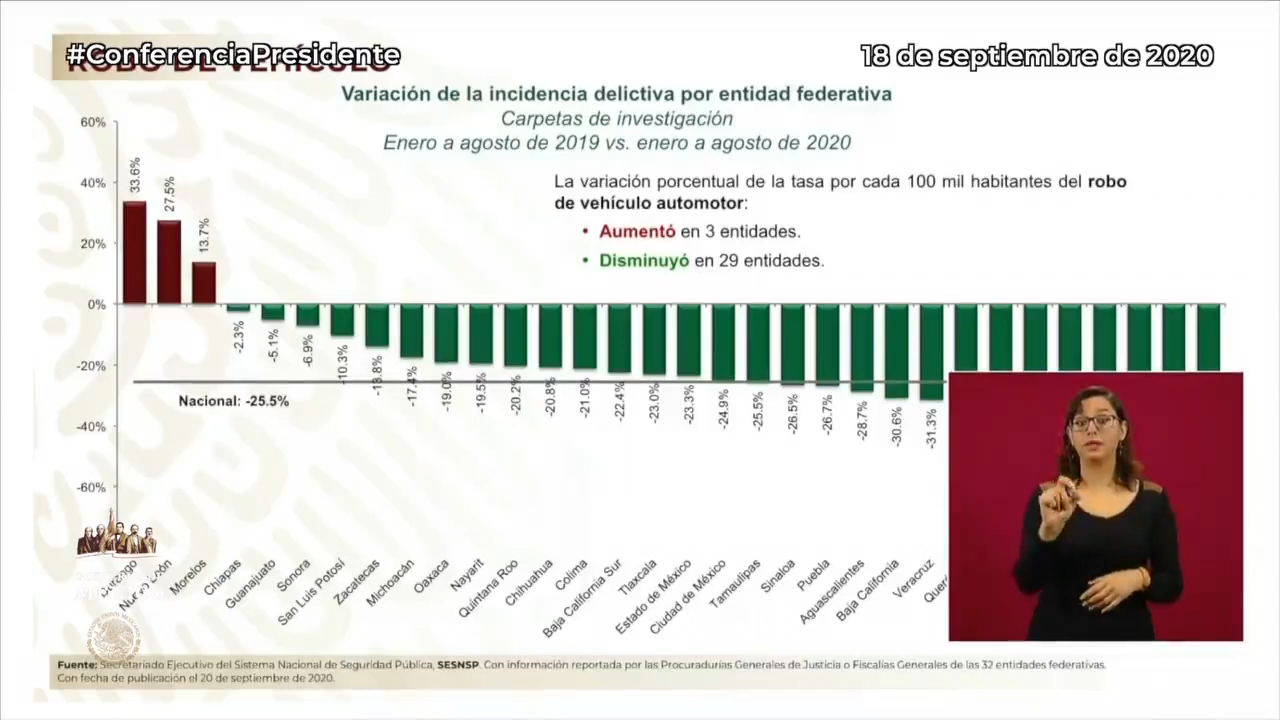 #ConferenciaPresidente
18 de septiembre de 2020
ROBO DE VEHÍCULO
Variación de la incidencia delictiva por entidad federativa
Carpetas de investigación
Enero a agosto de 2019 vs. enero a agosto de 2020
La variación porcentual de la tasa por cada 100 mil habitantes del robo
de vehículo automotor:
• Aumentó en 3 entidades.
• Disminuyó en 29 entidades.
60%
40%
20%
0%
-20%
-40%
-60%
33.6%
27.5%
13.7%
-2.3%
-5.1%
-6.9%
-10.3%
-13.8%
-17.4%
-19.0%
-19.5%
-20.2%
-20.8%
-21.0%
-22.4%
-23.0%
-23.3%
-24.9%
-25.5%
-26.5%
-26.7%
-28.7%
-30.6%
-31.3%
Nacional: -25.5%
Morelos
Chiapas
Guanajuato
Sonora
San Luis Potosí
Zacatecas
Michoacán
Oaxaca
Nayarit
Quintana Roo
Chihuahua
Colima
Baja California Sur
Tlaxcala
Estado de México
Ciudad de México
Tamaulipas
Sinaloa
Puebla
Aguascalientes
Baja California
Veracruz
Fuente: Secretariado Ejecutivo del Sistema Nacional de Seguridad Pública, SESNSP. Con información reportada por las Procuradurías Generales de Justicia o Fiscalías Generales de las 32 entidades federativas.
Con fecha de publicación el 20 de septiembre de 2020.